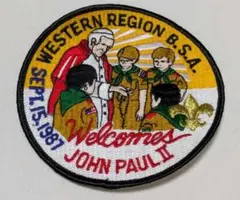 WESTERN REGION B.S.A.
SEPT. 15, 1987
Welcomes
JOHN PAUL II